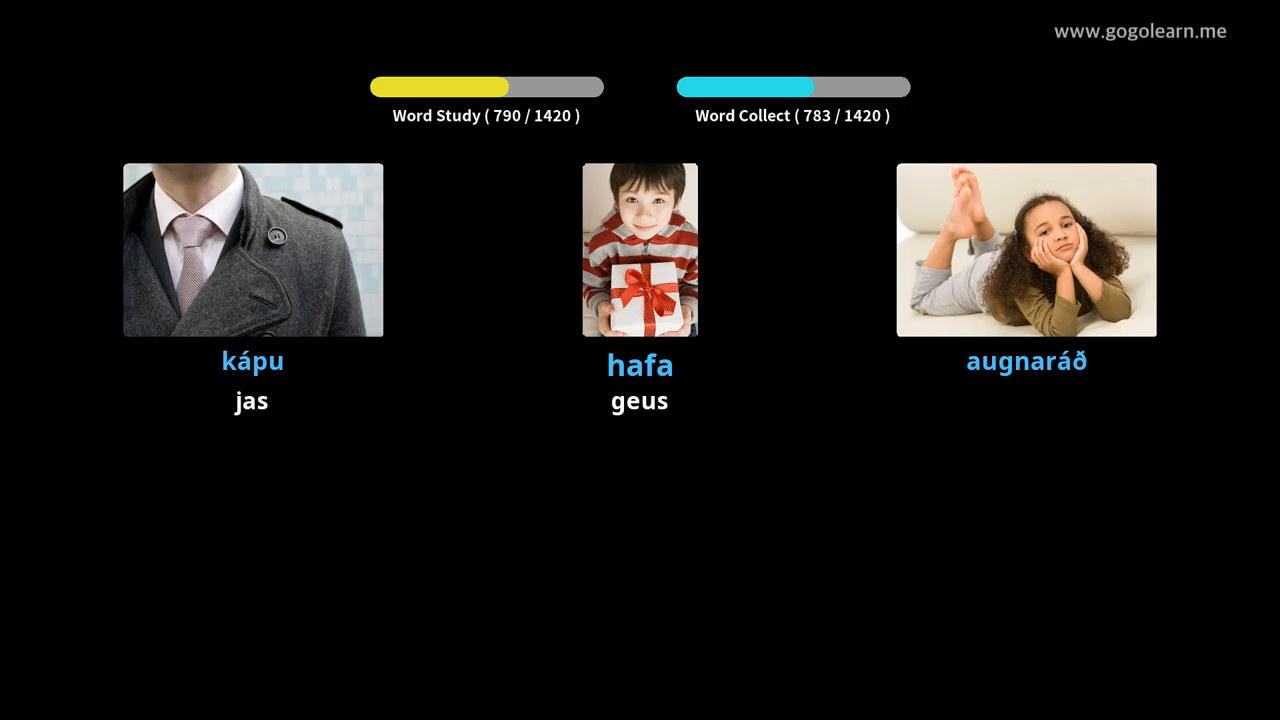 www.gogolearn.me
Word Study ( 790 / 1420 )
Word Collect ( 783 / 1420 )
kápu
hafa
augnaráð
jas
geus